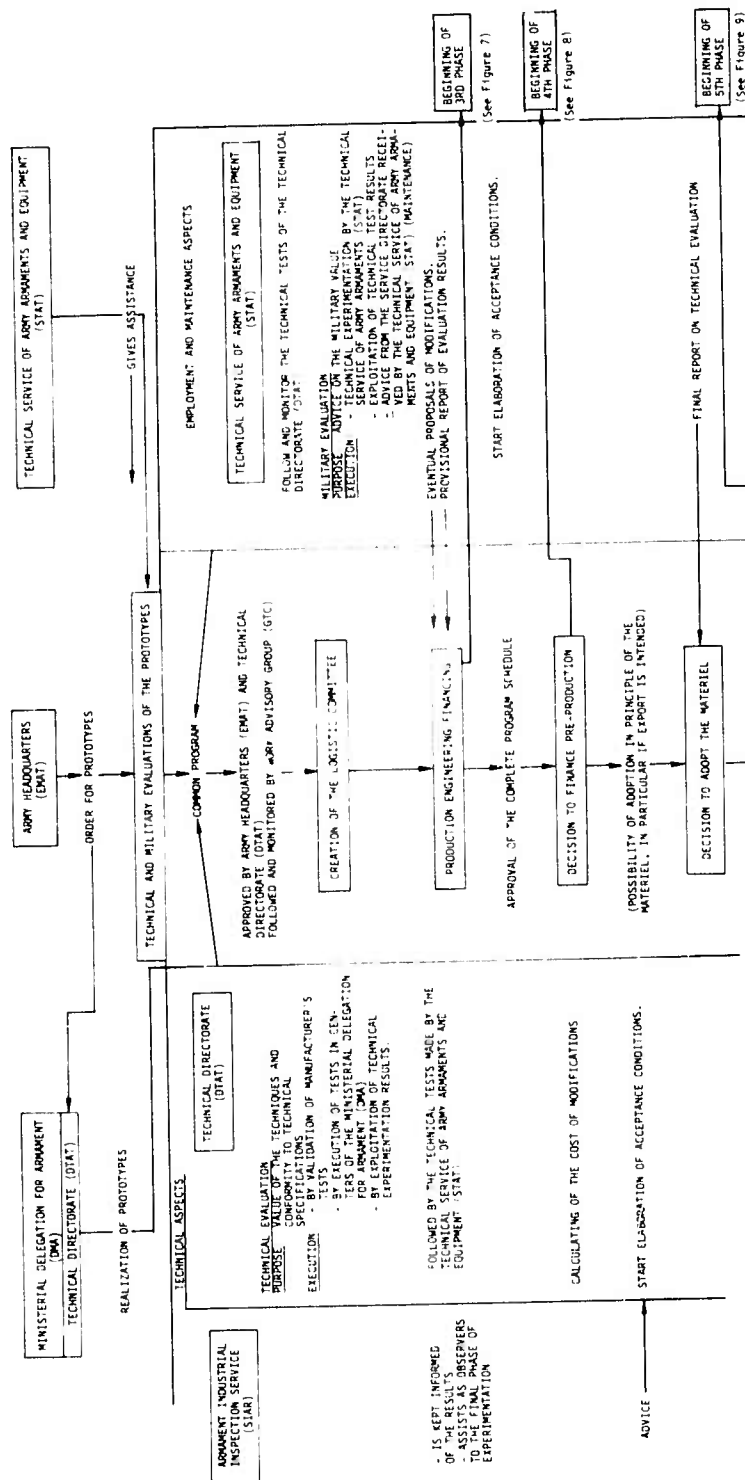 ARMY HEADQUARTERS
(EMAT)
TECHNICAL SERVICE OF ARMY ARMAMENTS AND EQUIPMENT
(STAT)
MINISTERIAL DELEGATION FOR ARMAMENT
(DMA)
TECHNICAL DIRECTORATE (DTAT)
ORDER FOR PROTOTYPES
GIVES ASSISTANCE
REALIZATION OF PROTOTYPES
TECHNICAL AND MILITARY EVALUATIONS OF THE PROTOTYPES
TECHNICAL ASPECTS
COMMON PROGRAM
EMPLOYMENT AND MAINTENANCE ASPECTS
ARMAMENT INDUSTRIAL
INSPECTION SERVICE
(SIAR)
TECHNICAL DIRECTORATE
(DTAT)
APPROVED BY ARMY HEADQUARTERS (EMAT) AND TECHNICAL
DIRECTORATE (DTAT)
FOLLOWED AND MONITORED BY WORK ADVISORY GROUP (GTC)
TECHNICAL SERVICE OF ARMY ARMAMENTS AND EQUIPMENT
(STAT)
TECHNICAL EVALUATION
PURPOSE VALUE OF THE TECHNIQUES AND
CONFORMITY TO TECHNICAL
SPECIFICATIONS
EXECUTION - BY VALIDATION OF MANUFACTURER'S
TESTS
- BY EXECUTION OF TESTS IN CEN-
TERS OF THE MINISTERIAL DELEGATION
FOR ARMAMENT (DMA)
- BY EXPLOITATION OF TECHNICAL
EXPERIMENTATION RESULTS.
CREATION OF THE LOGISTIC COMMITTEE
FOLLOW AND MONITOR THE TECHNICAL TESTS OF THE TECHNICAL
DIRECTORATE (DTAT)
MILITARY EVALUATION
PURPOSE ADVICE ON THE MILITARY VALUE
EXECUTION - TECHNICAL EXPERIMENTATION BY THE TECHNICAL
SERVICE OF ARMY ARMAMENTS (STAT)
- EXPLOITATION OF TECHNICAL TEST RESULTS
- ADVICE FROM THE SERVICE DIRECTORATE RECEI-
VED BY THE TECHNICAL SERVICE OF ARMY ARMA-
MENTS AND EQUIPMENT STAT) (MAINTENANCE)
- IS KEPT INFORMED
OF THE RESULTS
- ASSISTS AS OBSERVERS
TO THE FINAL PHASE OF
EXPERIMENTATION
FOLLOWED BY THE TECHNICAL TESTS MADE BY THE
TECHNICAL SERVICE OF ARMY ARMAMENTS AND
EQUIPMENT (STAT)
EVENTUAL PROPOSALS OF MODIFICATIONS.
PROVISIONAL REPORT OF EVALUATION RESULTS.
PRODUCTION ENGINEERING FINANCING
BEGINNING OF
3RD PHASE
(See Figure 7)
APPROVAL OF THE COMPLETE PROGRAM SCHEDULE
START ELABORATION OF ACCEPTANCE CONDITIONS.
CALCULATING OF THE COST OF MODIFICATIONS
DECISION TO FINANCE PRE-PRODUCTION
BEGINNING OF
4TH PHASE
(See Figure 8)
ADVICE
START ELABORATION OF ACCEPTANCE CONDITIONS.
(POSSIBILITY OF ADOPTION IN PRINCIPLE OF THE
MATERIEL, IN PARTICULAR IF EXPORT IS INTENDED)
DECISION TO ADOPT THE MATERIEL
FINAL REPORT ON TECHNICAL EVALUATION
BEGINNING OF
5TH PHASE
(See Figure 9)